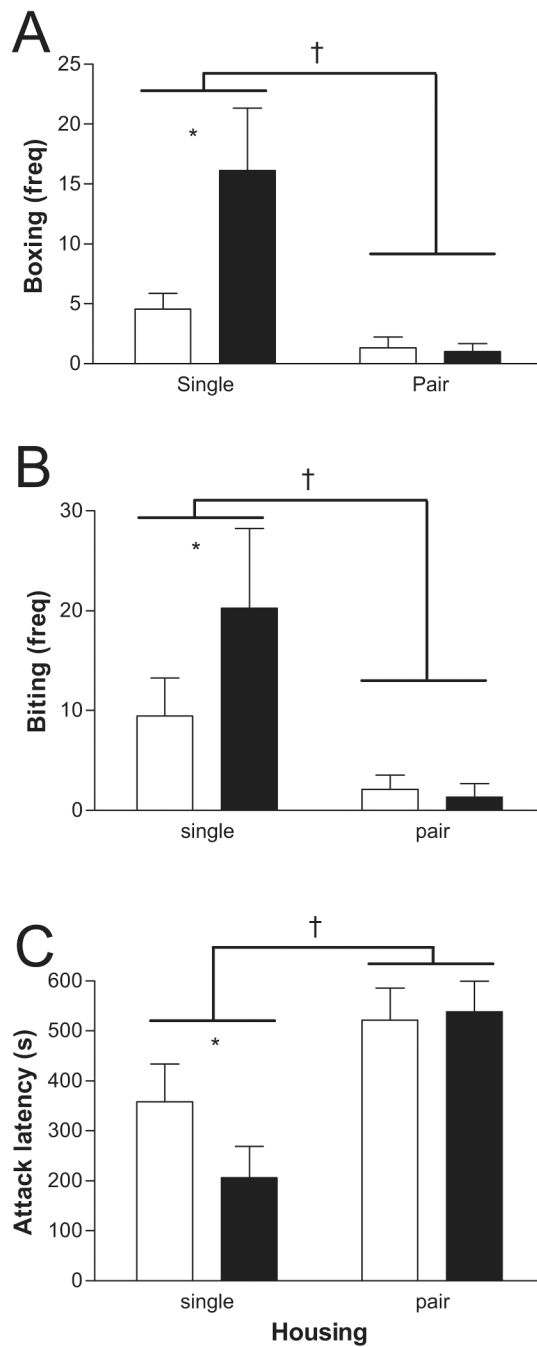 A
†
25
20
*
15
Boxing (freq)
10
5
0
Single Pair
B
†
30
*
20
Biting (freq)
10
0
single pair
C
†
600
500
*
400
Attack latency (s)
300
200
100
0
single pair
Housing